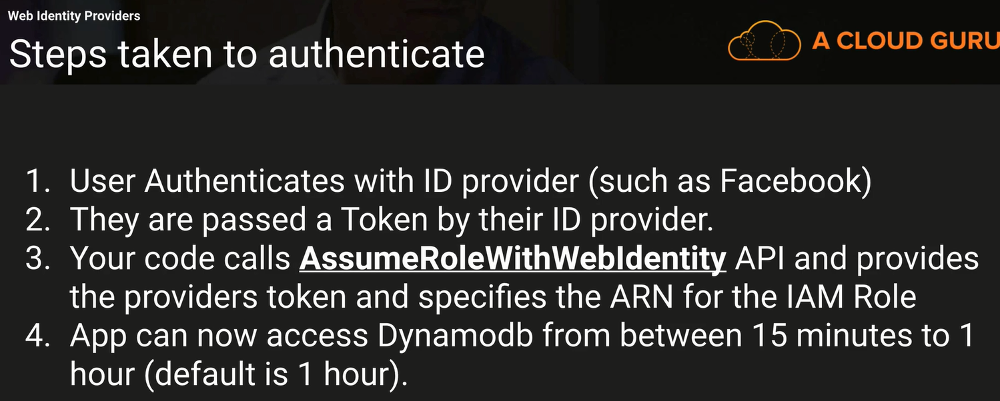 Web Identity Providers
Steps taken to authenticate
A CLOUD GURU
1. User Authenticates with ID provider (such as Facebook)
2. They are passed a Token by their ID provider.
3. Your code calls AssumeRoleWithWebIdentity API and provides
the providers token and specifies the ARN for the IAM Role
4. App can now access Dynamodb from between 15 minutes to 1
hour (default is 1 hour).